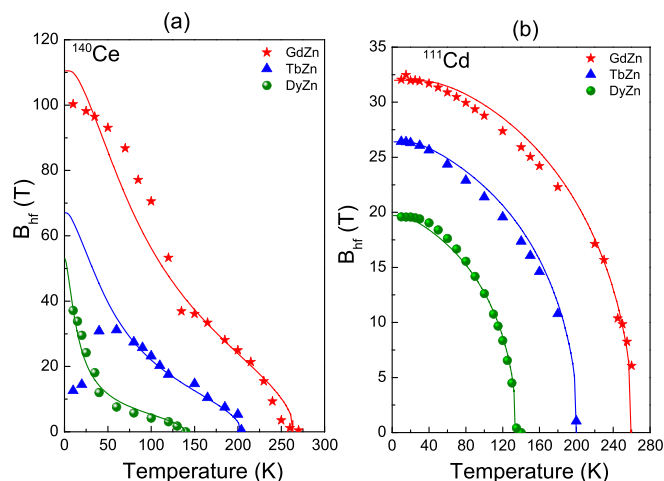 (a)
¹⁴⁰Ce
GdZn
TbZn
DyZn
B_hf (T)
120
100
80
60
40
20
0
0 50 100 150 200 250 300
Temperature (K)
(b)
¹¹¹Cd
GdZn
TbZn
DyZn
B_hf (T)
35
30
25
20
15
10
5
0
0 40 80 120 160 200 240 280
Temperature (K)